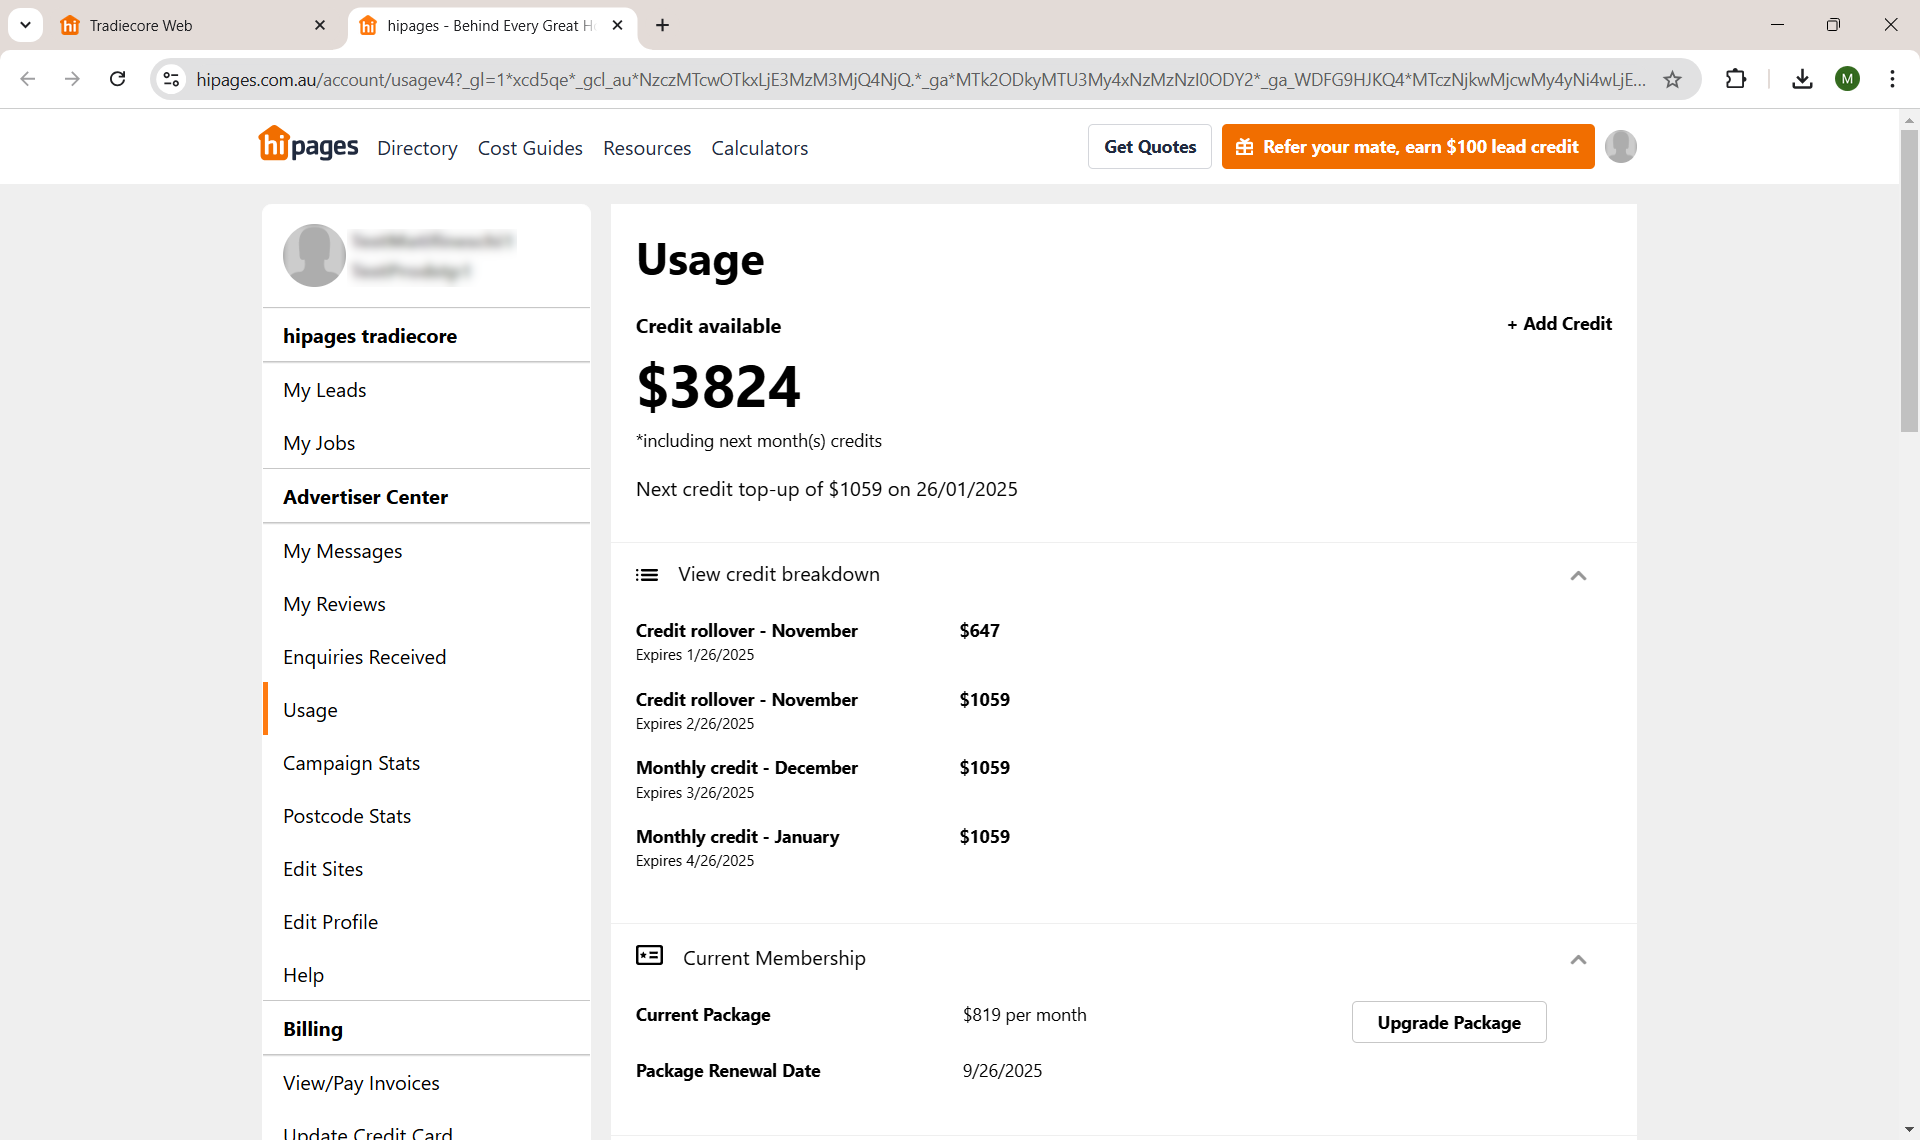 Tradiecore Web
hipages - Behind Every Great H
hipages.com.au/account/usagev4?_gl=1*xcd5qe*_gcl_au*NzczMTcwOTkxLjE3MzM3MjQ4NjQ.*_ga*MTk2ODkyMTU3My4xNzMzNzI0ODY2*_ga_WDFG9HJKQ4*MTczNjkwMjcwMy4yNi4wLjE...
M
hipages Directory Cost Guides Resources Calculators
Get Quotes Refer your mate, earn $100 lead credit
hipages tradiecore
My Leads
My Jobs
Advertiser Center
My Messages
My Reviews
Enquiries Received
Usage
Campaign Stats
Postcode Stats
Edit Sites
Edit Profile
Help
Billing
View/Pay Invoices
Update Credit Card
Usage
Credit available
+ Add Credit
$3824
*including next month(s) credits
Next credit top-up of $1059 on 26/01/2025
View credit breakdown
Credit rollover - November $647
Expires 1/26/2025
Credit rollover - November $1059
Expires 2/26/2025
Monthly credit - December $1059
Expires 3/26/2025
Monthly credit - January $1059
Expires 4/26/2025
Current Membership
Current Package $819 per month
Upgrade Package
Package Renewal Date 9/26/2025